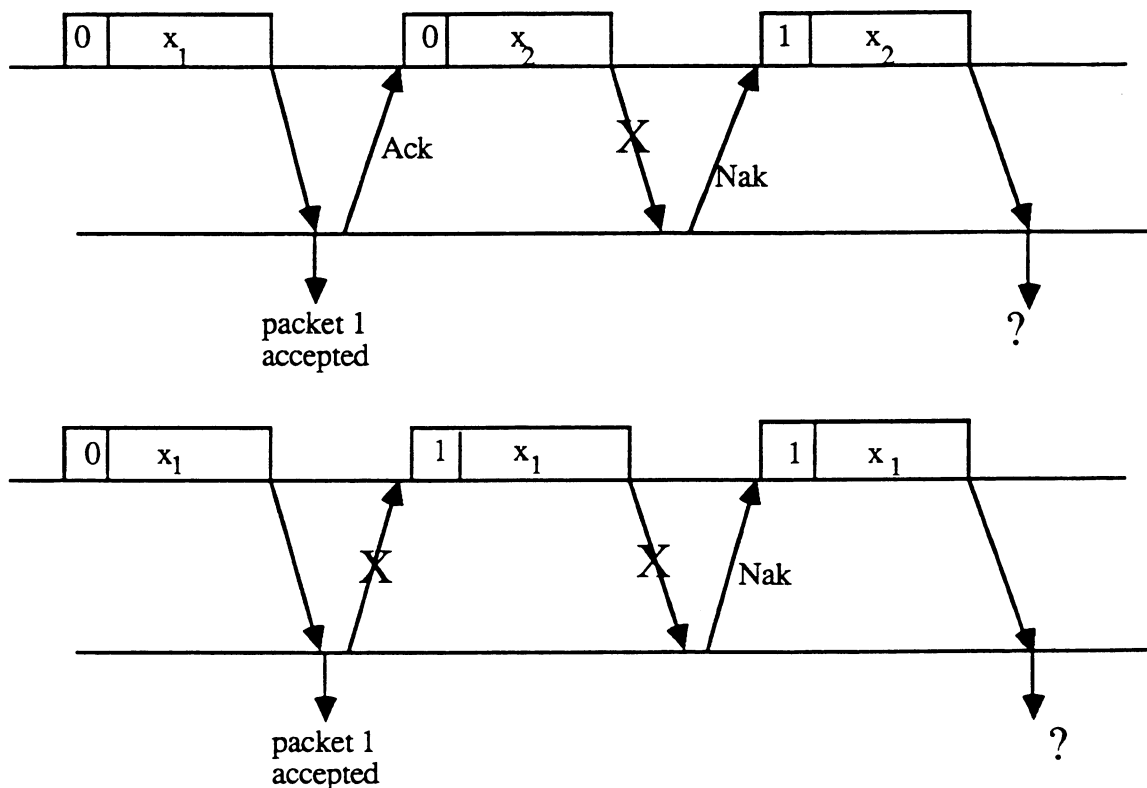 0 x1 0 x2 1 x2
X
Ack
Nak
packet 1
accepted
?
0 x1 1 x1 1 x1
X X Nak
packet 1
accepted
?